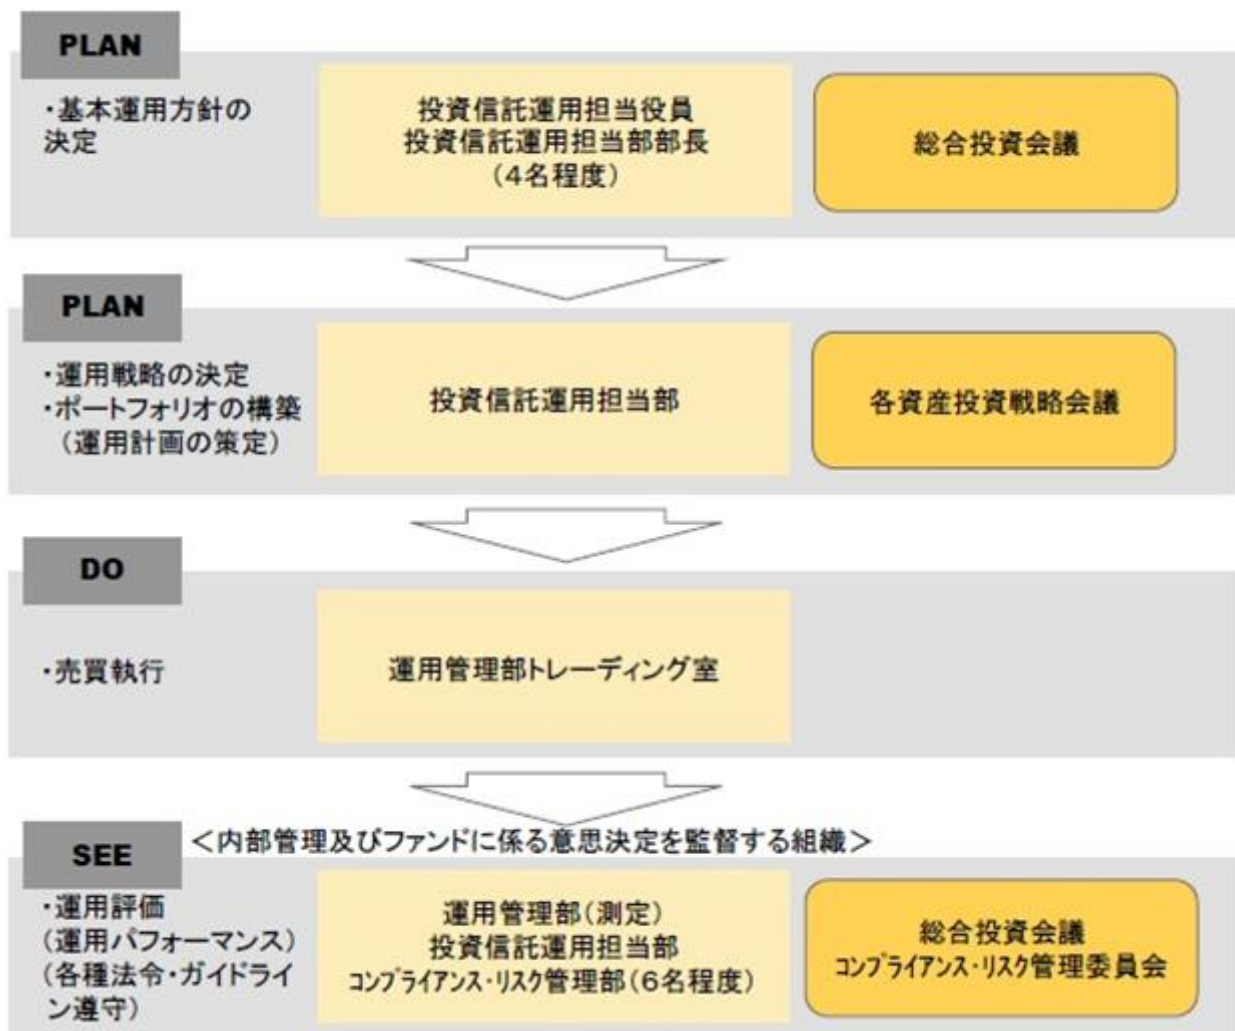 PLAN
・基本運用方針の
決定
投資信託運用担当役員
投資信託運用担当部部長
(4名程度)
総合投資会議
PLAN
・運用戦略の決定
・ポートフォリオの構築
(運用計画の策定)
投資信託運用担当部
各資産投資戦略会議
DO
・売買執行
運用管理部トレーディング室
SEE
<内部管理及びファンドに係る意思決定を監督する組織>
・運用評価
(運用パフォーマンス)
(各種法令・ガイドライ
ン遵守)
運用管理部(測定)
投資信託運用担当部
コンプライアンス・リスク管理部(6名程度)
総合投資会議
コンプライアンス・リスク管理委員会